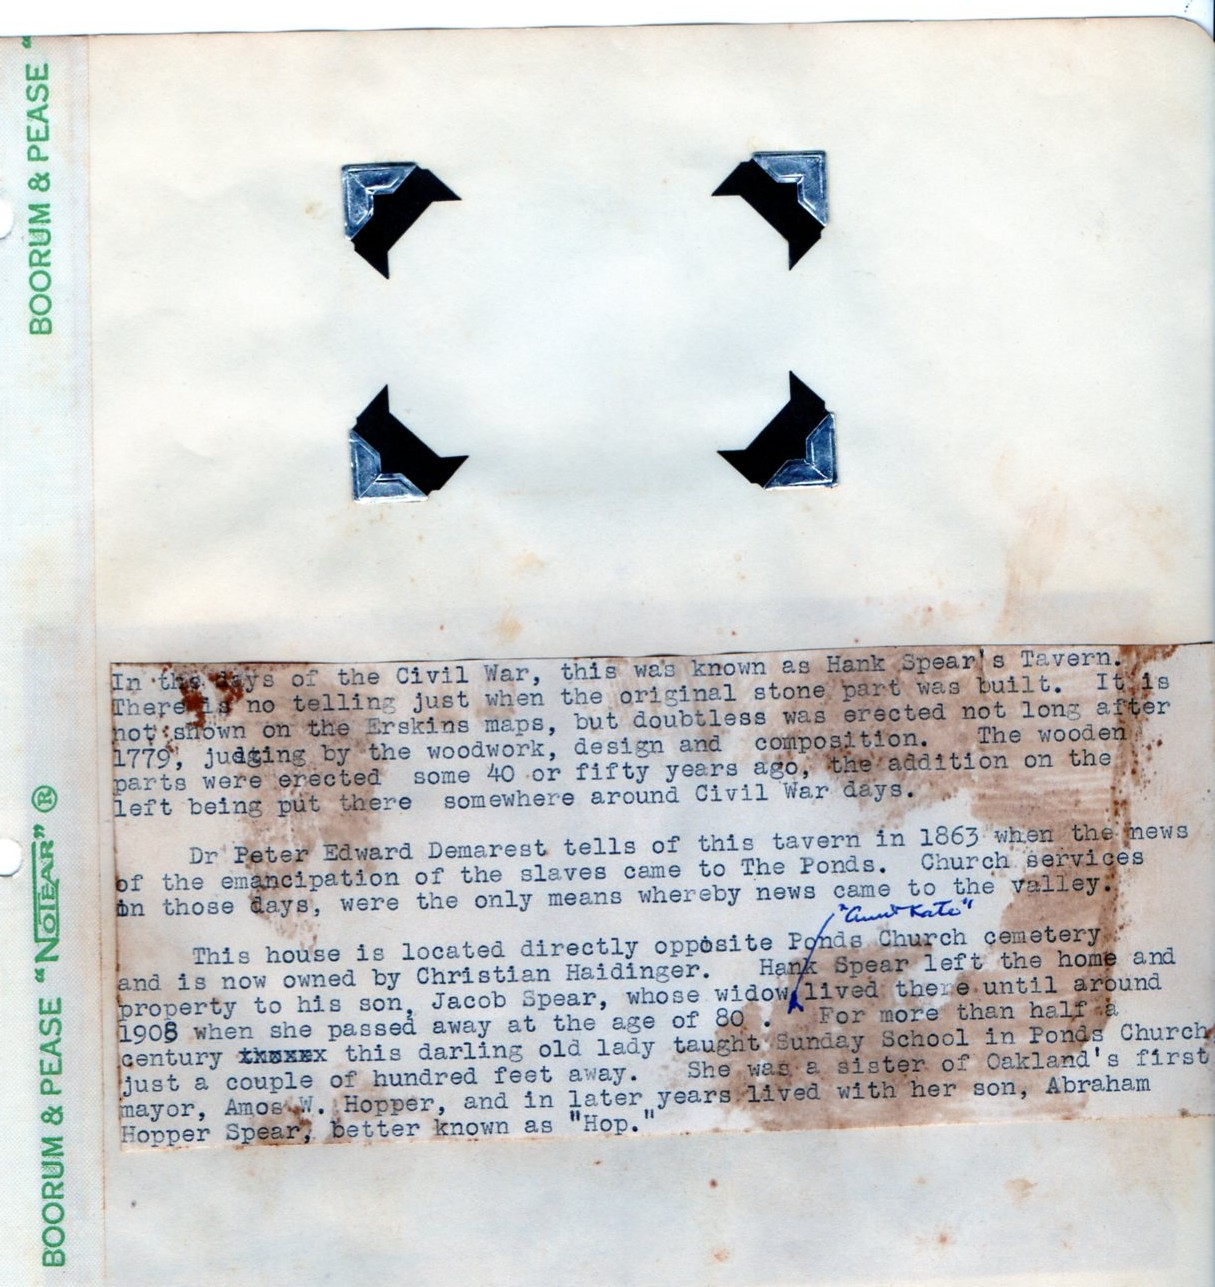 BOORUM & PEASE "
BOORUM & PEASE "NOTEAR" ®
In the days of the Civil War, this was known as Hank Spear's Tavern.
There is no telling just when the original stone part was built. It is
not shown on the Erskins maps, but doubtless was erected not long after
1779, judging by the woodwork, design and composition. The wooden
parts were erected some 40 or fifty years ago, the addition on the
left being put there somewhere around Civil War days.
Dr Peter Edward Demarest tells of this tavern in 1863 when the news
of the emancipation of the slaves came to The Ponds. Church services
in those days, were the only means whereby news came to the valley.
"Aunt Kate"
This house is located directly opposite Ponds Church cemetery
and is now owned by Christian Haidinger. Hank Spear left the home and
property to his son, Jacob Spear, whose widow, lived there until around
1908 when she passed away at the age of 80 . For more than half a
century this darling old lady taught Sunday School in Ponds Church
just a couple of hundred feet away. She was a sister of Oakland's first
mayor, Amos W. Hopper, and in later years lived with her son, Abraham
Hopper Spear, better known as "Hop."